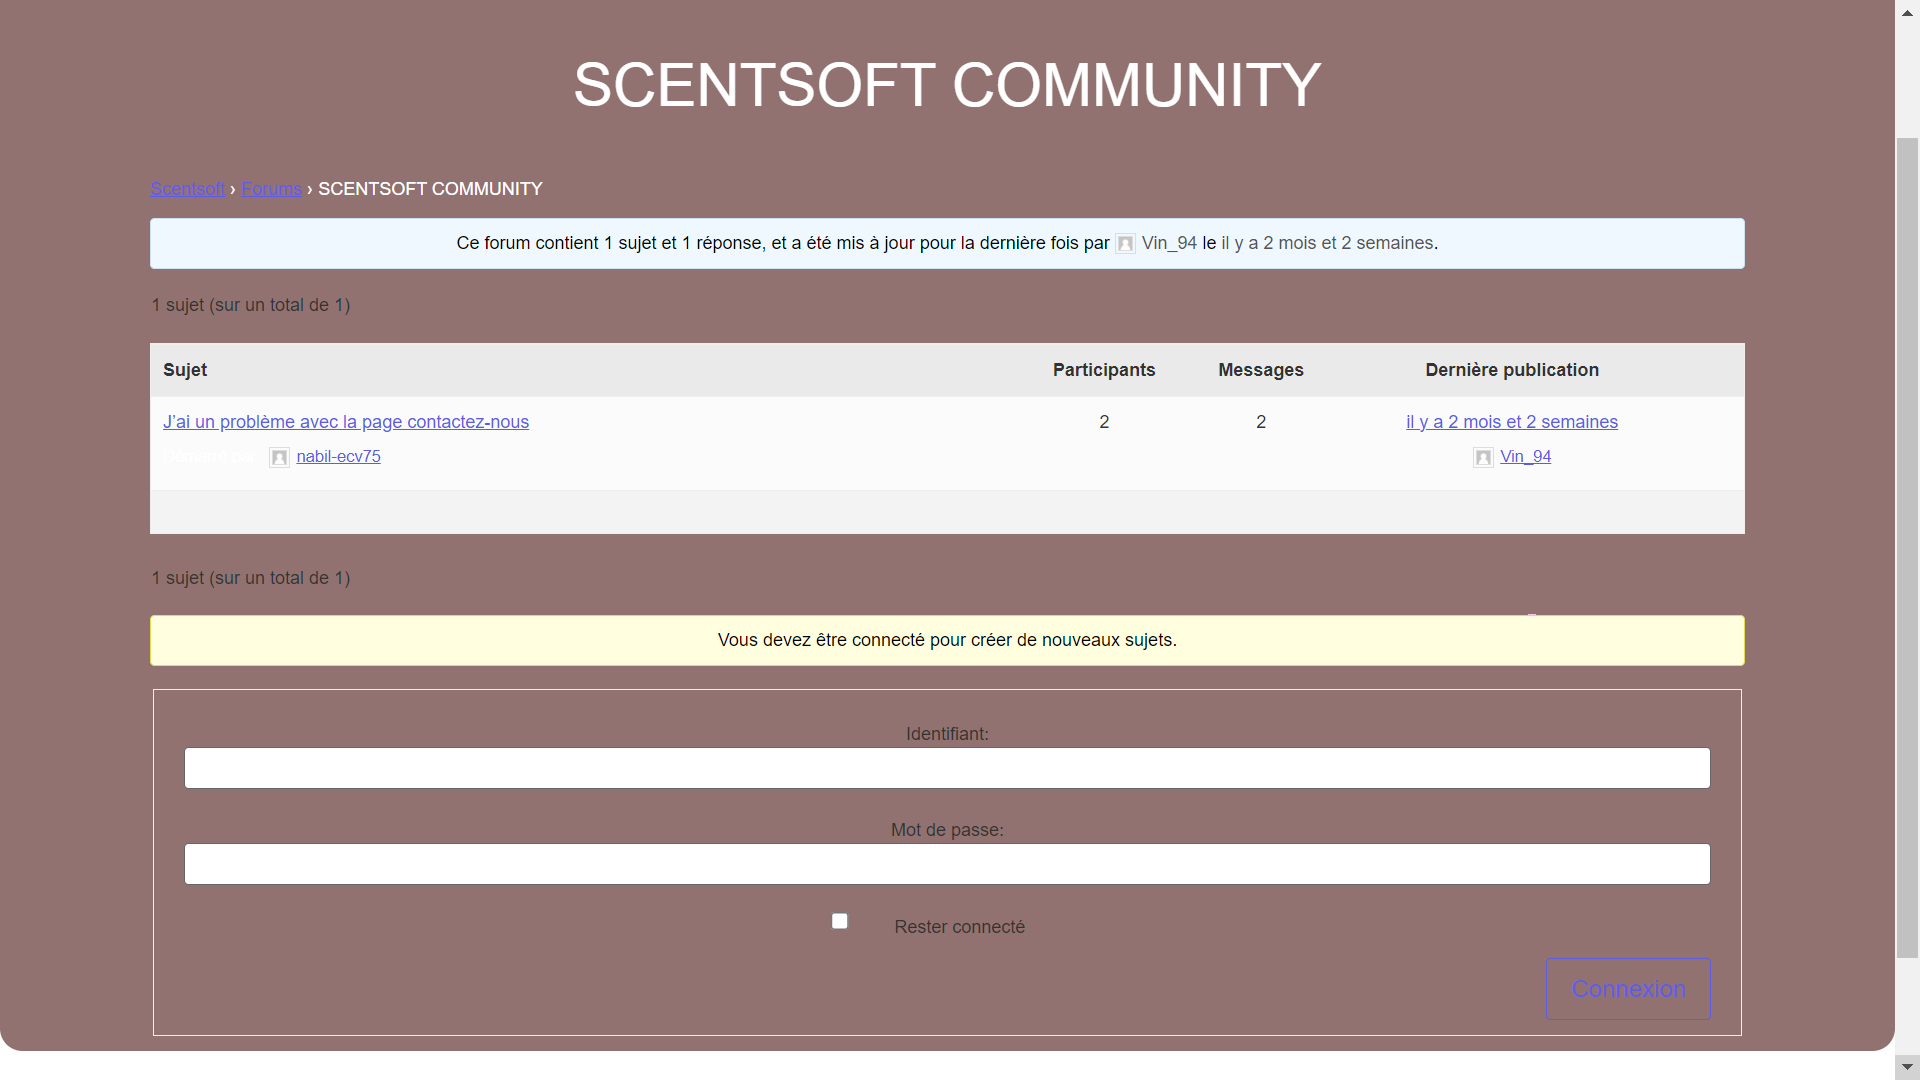 SCENTSOFT COMMUNITY
Scentsoft › Forums › SCENTSOFT COMMUNITY
Ce forum contient 1 sujet et 1 réponse, et a été mis à jour pour la dernière fois par Vin_94 le il y a 2 mois et 2 semaines.
1 sujet (sur un total de 1)
Sujet Participants Messages Dernière publication
J’ai un problème avec la page contactez-nous 2 2 il y a 2 mois et 2 semaines
nabil-ecv75 Vin_94
1 sujet (sur un total de 1)
Vous devez être connecté pour créer de nouveaux sujets.
Identifiant:
Mot de passe:
Rester connecté
Connexion